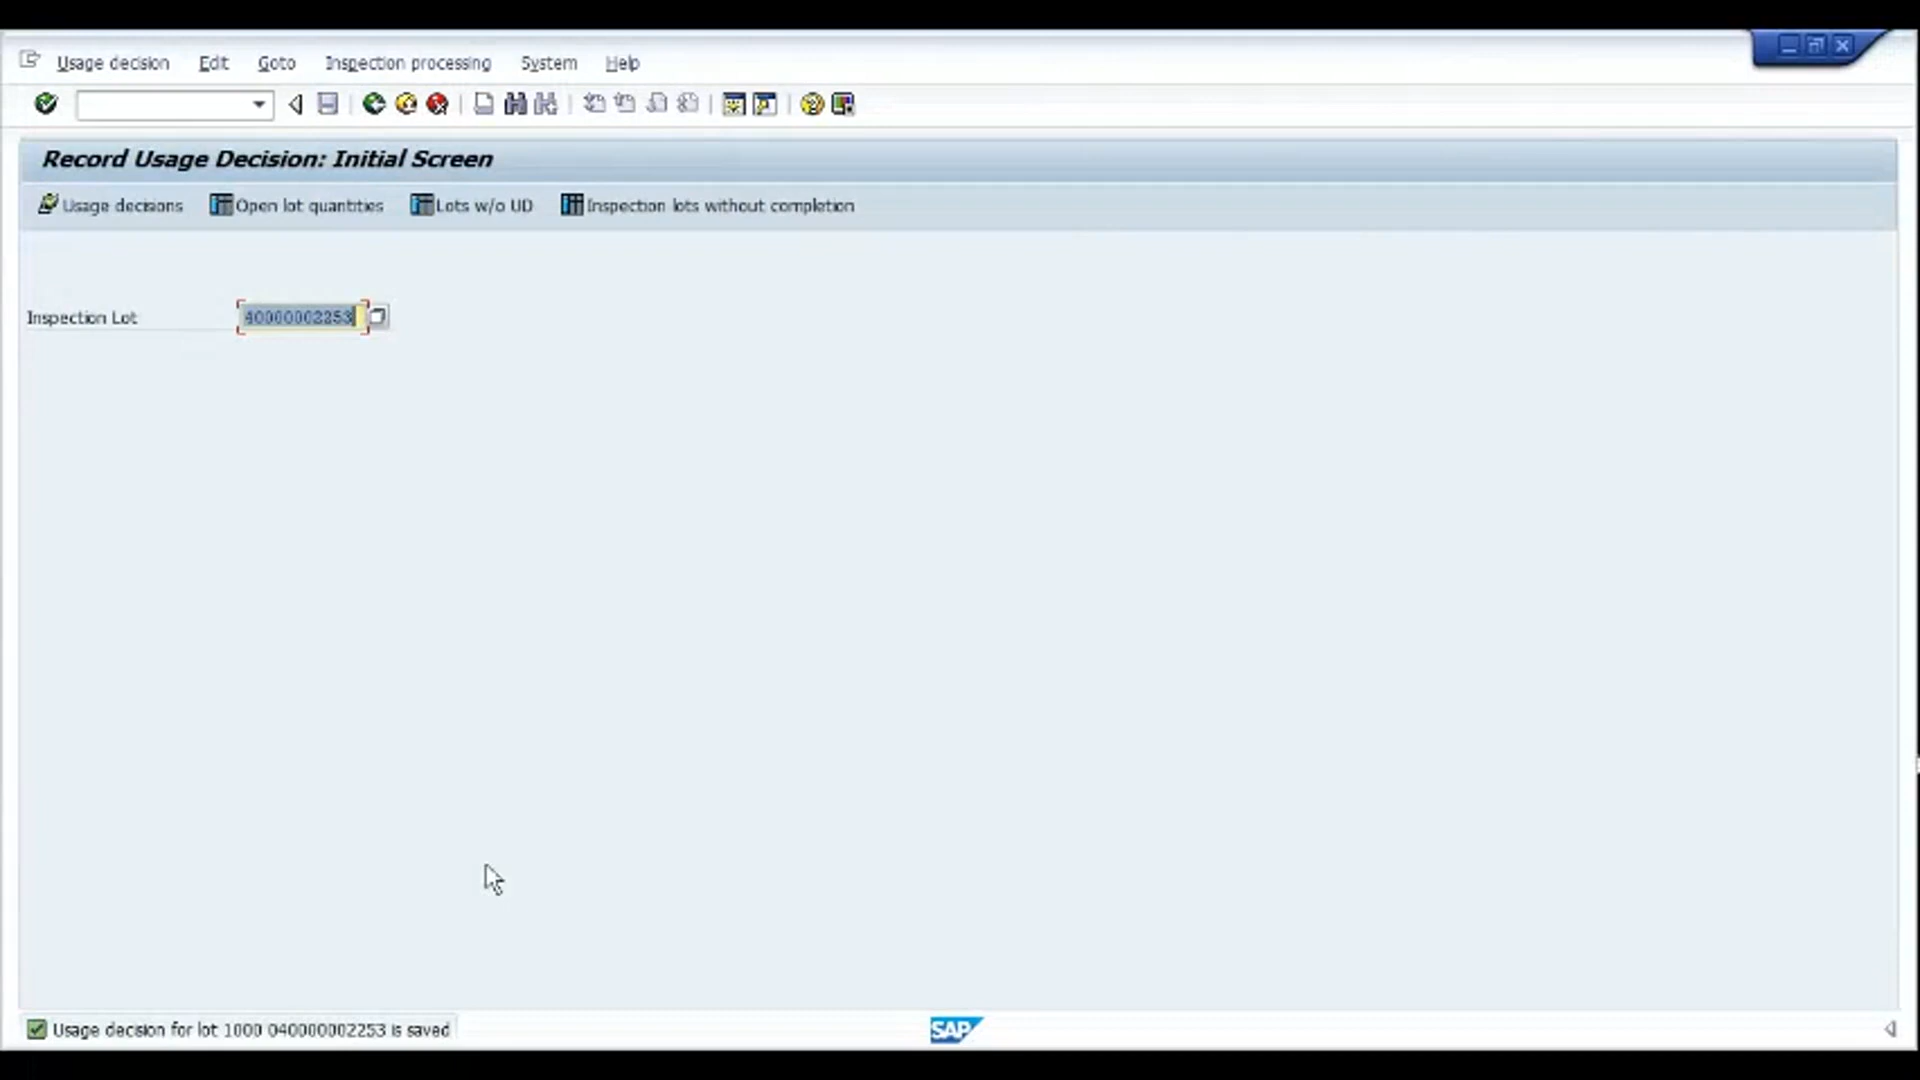 Usage decision Edit Goto Inspection processing System Help
Record Usage Decision: Initial Screen
Usage decisions Open lot quantities Lots w/o UD Inspection lots without completion
Inspection Lot 40000002253
Usage decision for lot 1000 040000002253 is saved
SAP